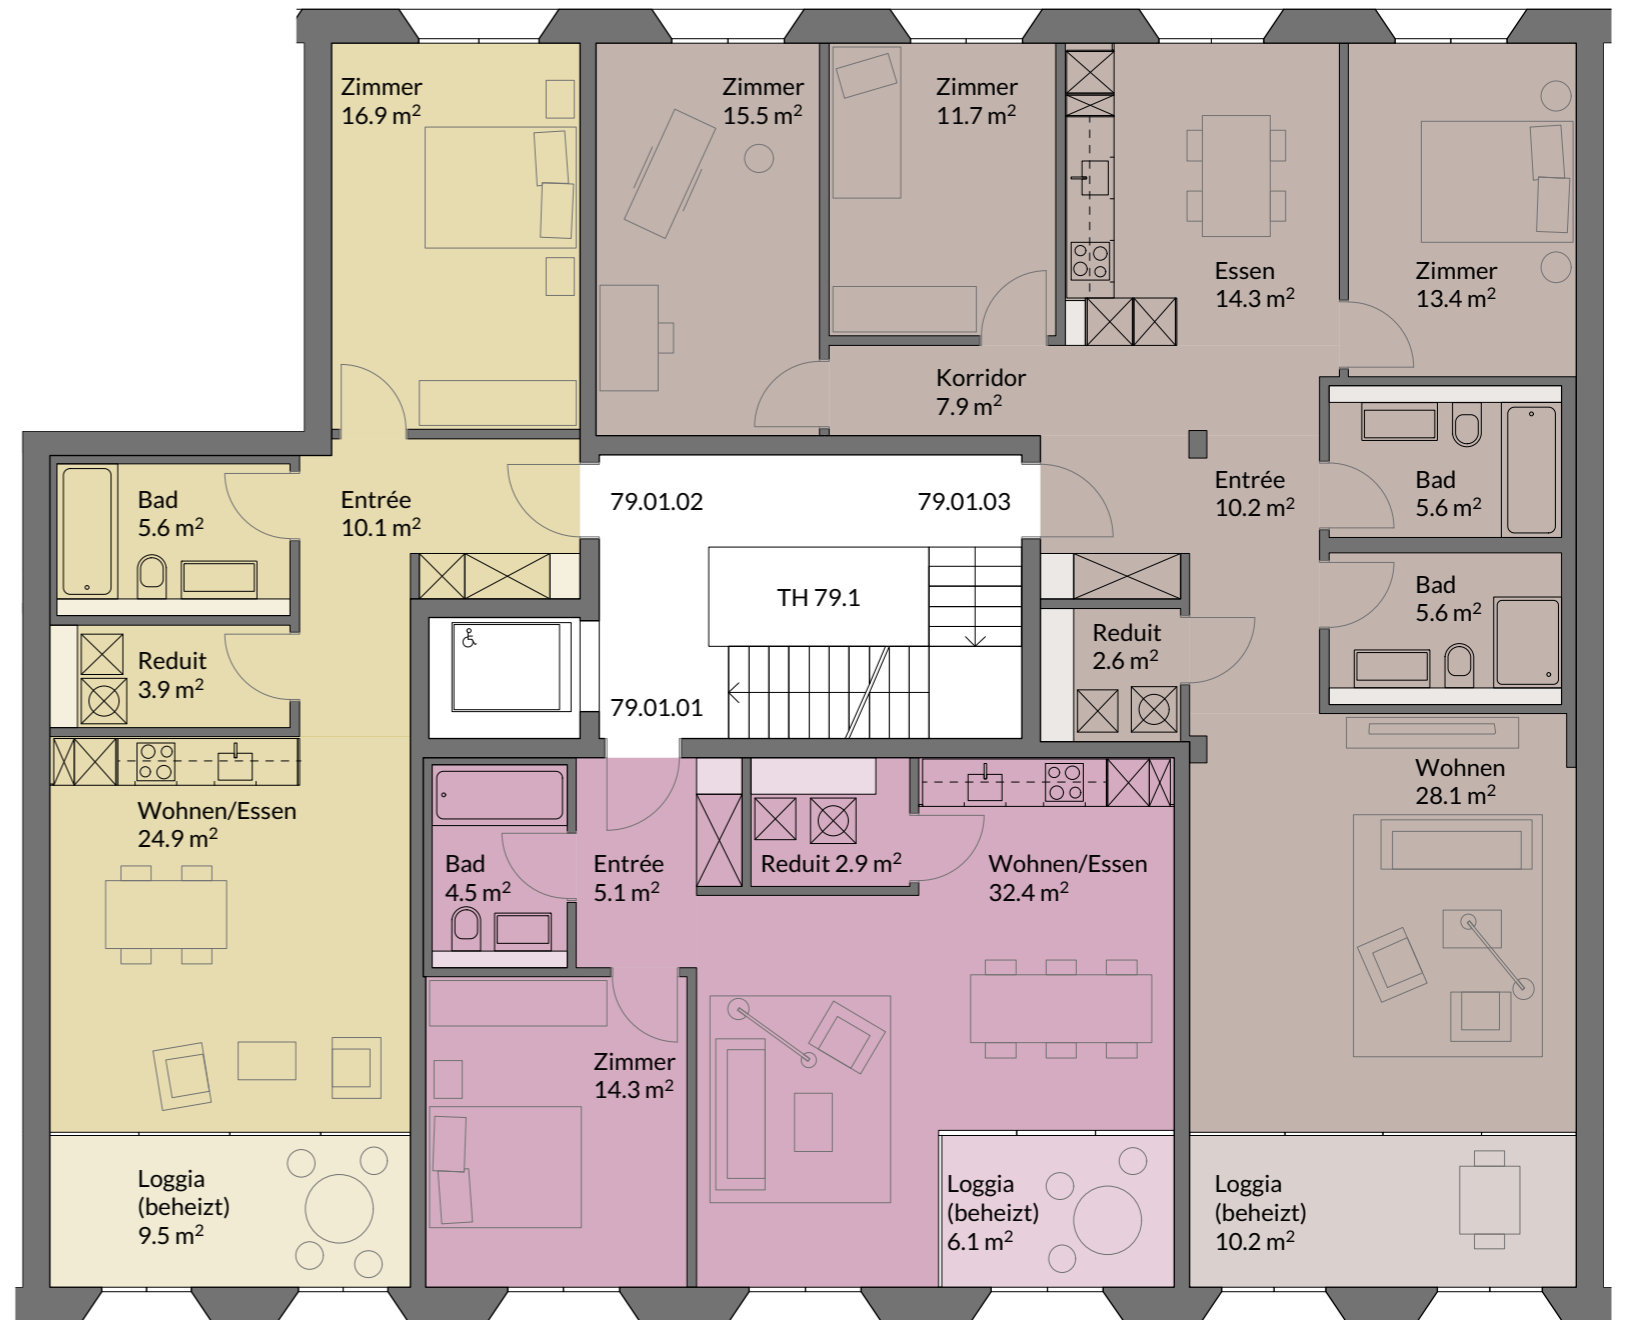 Zimmer
16.9 m²
Zimmer
15.5 m²
Zimmer
11.7 m²
Essen
14.3 m²
Zimmer
13.4 m²
Korridor
7.9 m²
Bad
5.6 m²
Entrée
10.1 m²
79.01.02
79.01.03
Entrée
10.2 m²
Bad
5.6 m²
TH 79.1
Bad
5.6 m²
Reduit
3.9 m²
Reduit
2.6 m²
79.01.01
Wohnen/Essen
24.9 m²
Wohnen
28.1 m²
Bad
4.5 m²
Entrée
5.1 m²
Reduit 2.9 m²
Wohnen/Essen
32.4 m²
Zimmer
14.3 m²
Loggia
(beheizt)
9.5 m²
Loggia
(beheizt)
6.1 m²
Loggia
(beheizt)
10.2 m²